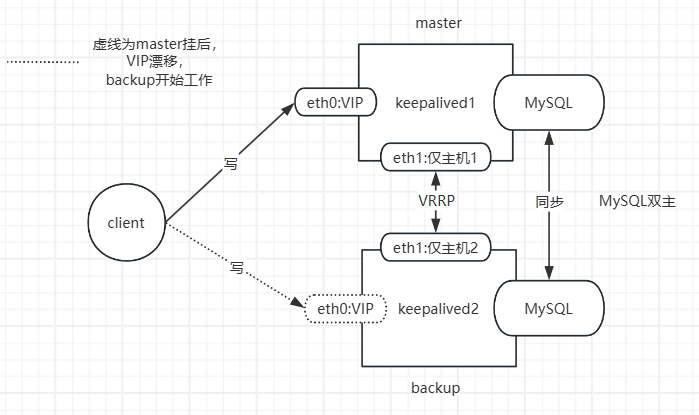 master
虚线为master挂后，
VIP漂移，
backup开始工作
eth0:VIP
keepalived1
MySQL
eth1:仅主机1
写
VRRP
同步
MySQL双主
client
eth1:仅主机2
写
eth0:VIP
keepalived2
MySQL
backup